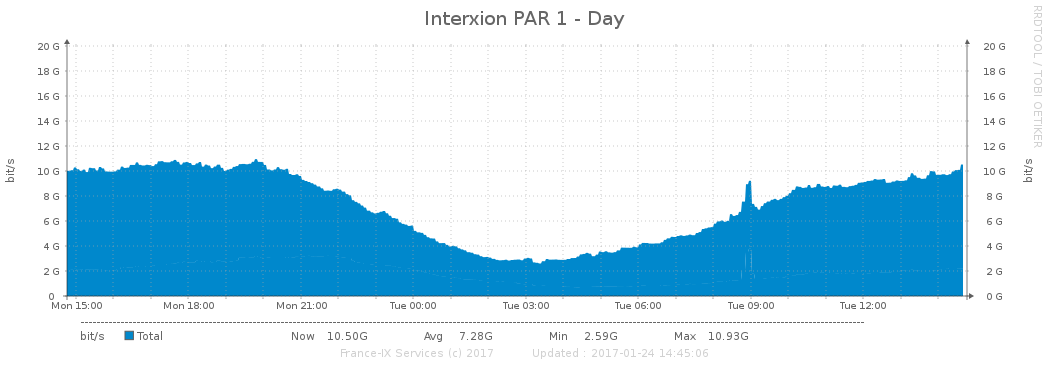 Interxion PAR 1 - Day
RRDTOOL / TOBI OETIKER
bit/s
20 G 20 G
18 G 18 G
16 G 16 G
14 G 14 G
12 G 12 G
10 G 10 G
8 G 8 G
6 G 6 G
4 G 4 G
2 G 2 G
0 0 G
bit/s
Mon 15:00 Mon 18:00 Mon 21:00 Tue 00:00 Tue 03:00 Tue 06:00 Tue 09:00 Tue 12:00
bit/s Total Now 10.50G Avg 7.28G Min 2.59G Max 10.93G
France-IX Services (c) 2017 Updated : 2017-01-24 14:45:06